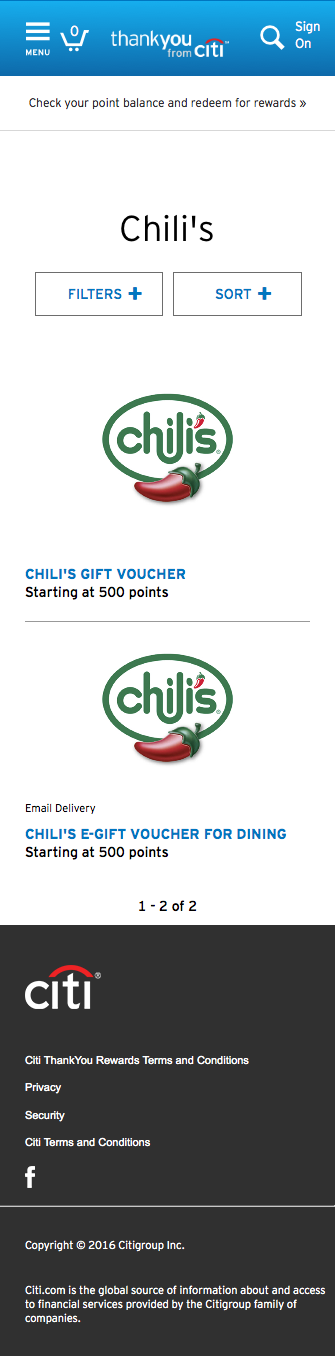 MENU
0
thankyou
from citi
Sign
On
Check your point balance and redeem for rewards »
Chili's
FILTERS +
SORT +
chili's
CHILI'S GIFT VOUCHER
Starting at 500 points
chili's
Email Delivery
CHILI'S E-GIFT VOUCHER FOR DINING
Starting at 500 points
1 - 2 of 2
citi®
Citi ThankYou Rewards Terms and Conditions
Privacy
Security
Citi Terms and Conditions
f
Copyright © 2016 Citigroup Inc.
Citi.com is the global source of information about and access
to financial services provided by the Citigroup family of
companies.